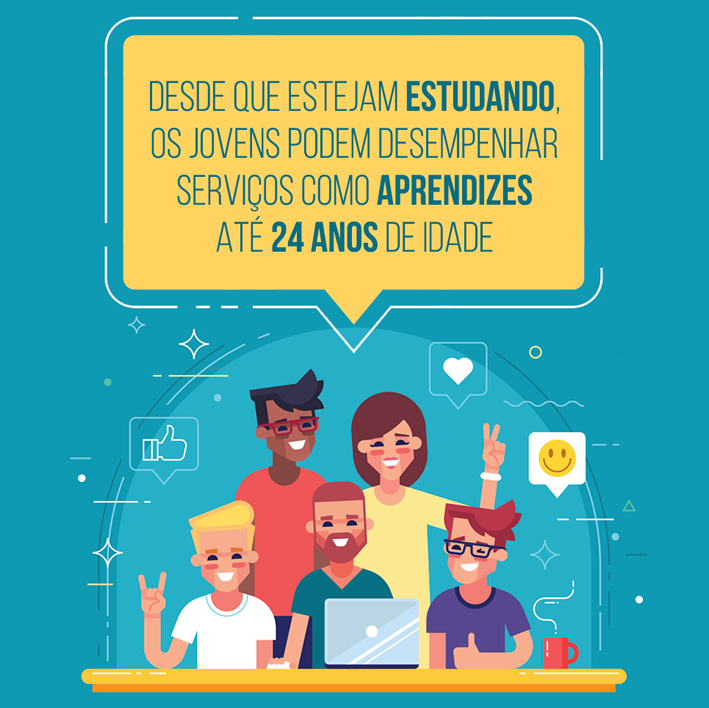 DESDE QUE ESTEJAM ESTUDANDO,
OS JOVENS PODEM DESEMPENHAR
SERVIÇOS COMO APRENDIZES
ATÉ 24 ANOS DE IDADE